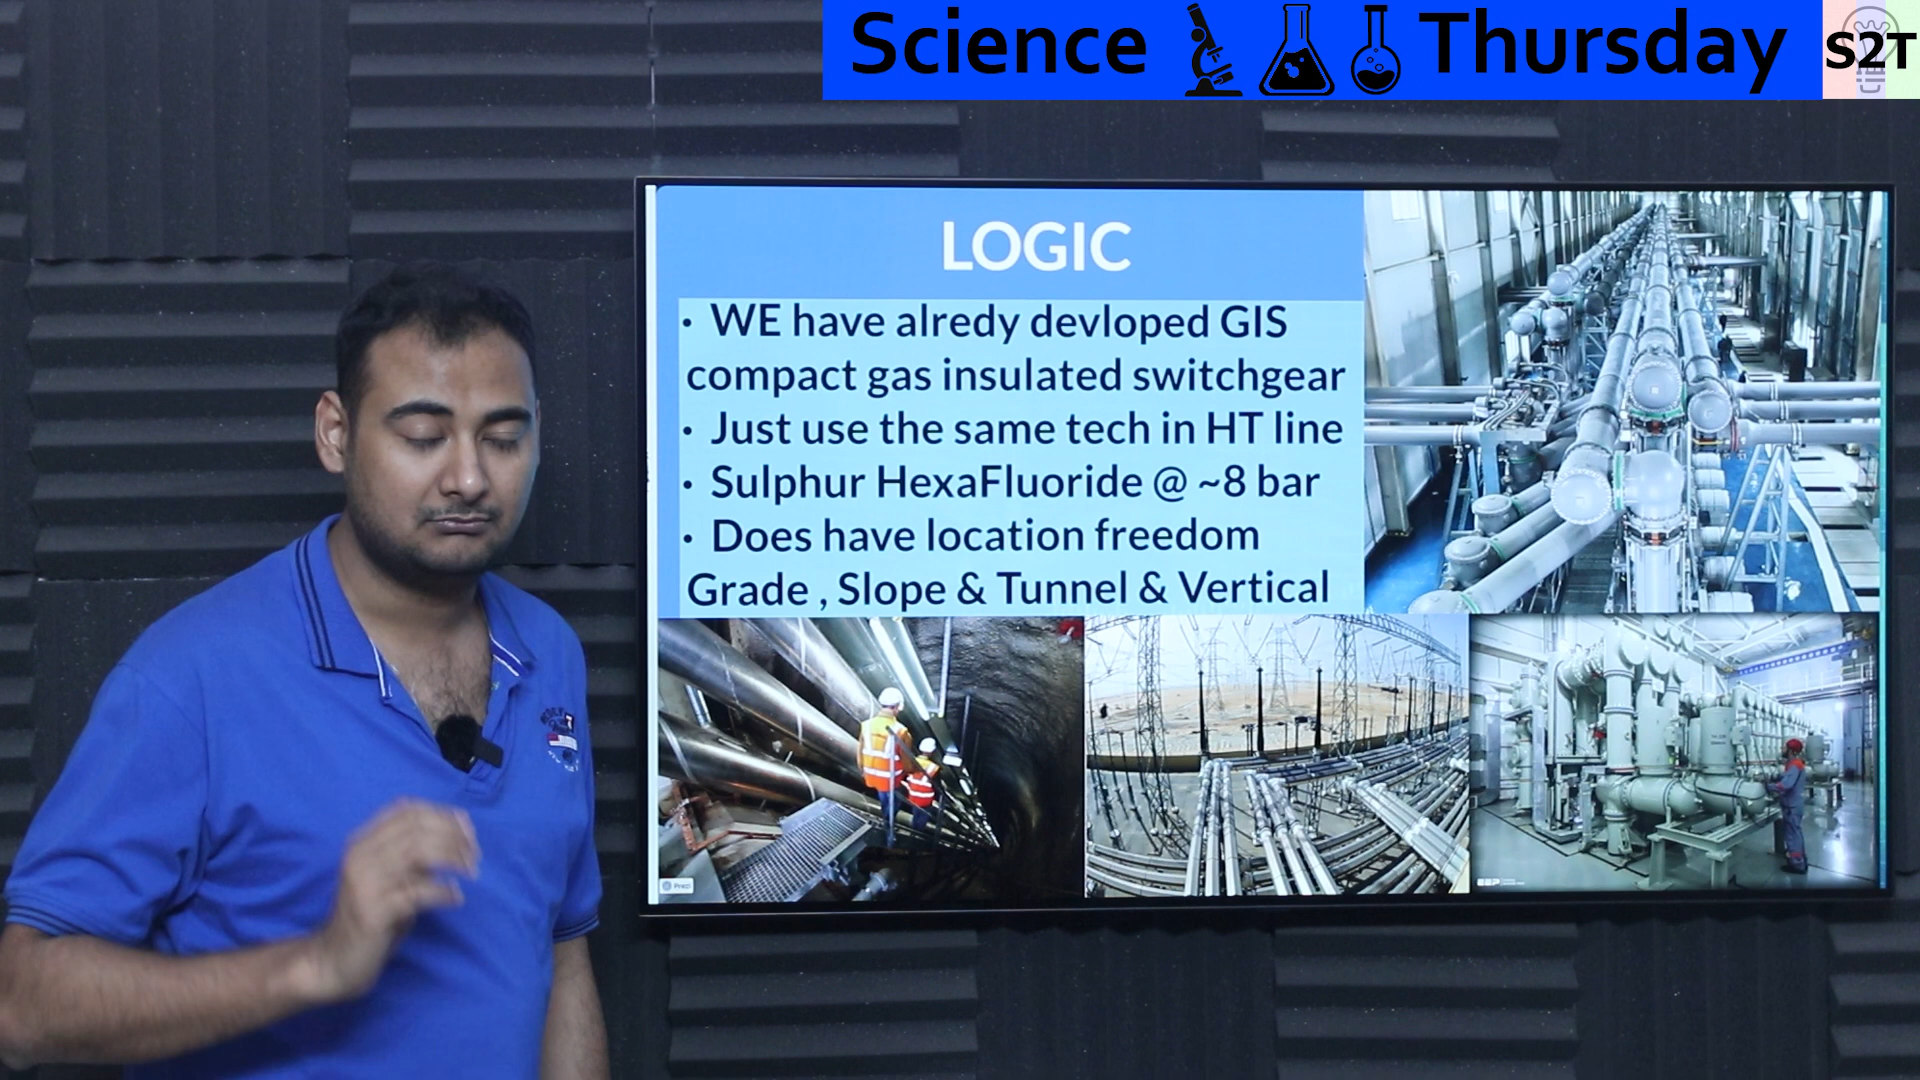 Science Thursday
S2T
LOGIC
· WE have alredy devloped GIS
compact gas insulated switchgear
· Just use the same tech in HT line
· Sulphur HexaFluoride @ ~8 bar
· Does have location freedom
Grade , Slope & Tunnel & Vertical
Prezi